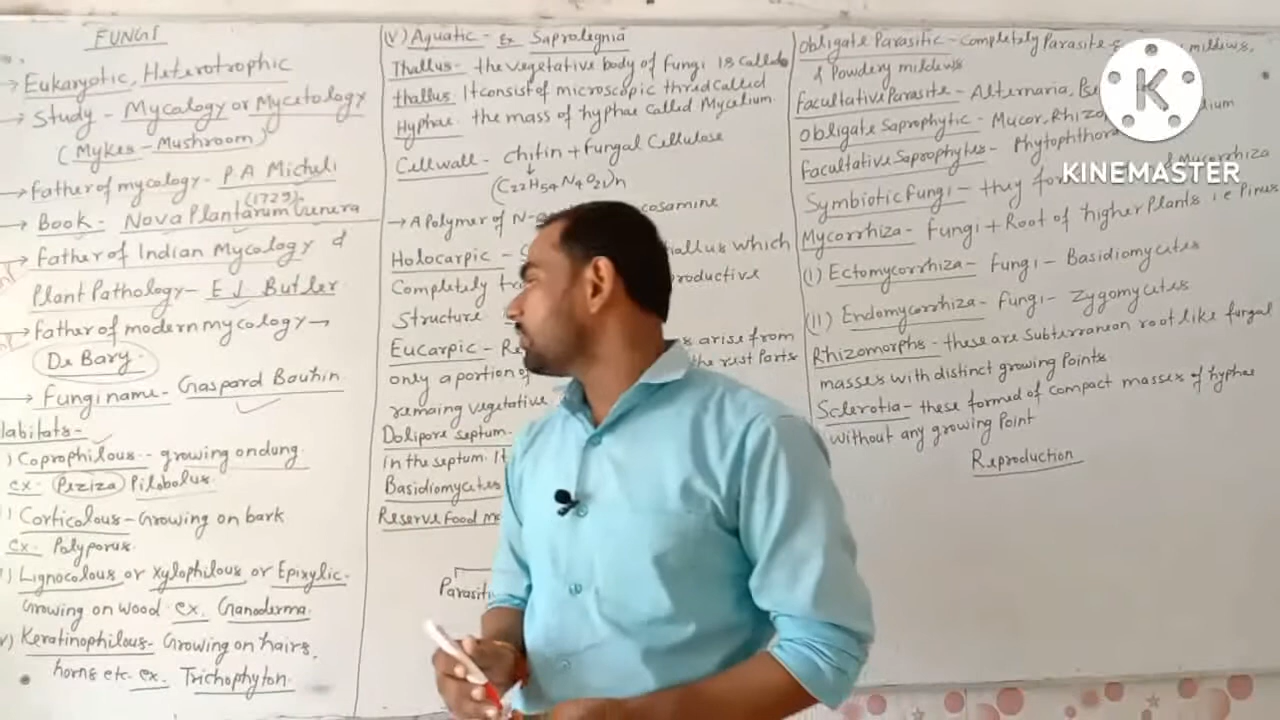 FUNGI
→ Eukaryotic, Heterotrophic
→ Study - Mycology or Mycetology
(Mykes - Mushroom)
→ Father of mycology - P.A Micheli
(1729)
→ Book - Nova Plantarum Genera
→ Father of Indian Mycology &
Plant Pathology - E J Butler
→ Father of modern mycology →
De Bary
→ Fungi name - Gaspard Bauhin
Habitats -
) Coprophilous - growing on dung
ex. Peziza Pilobolus
) Corticolous - Growing on bark
ex. Polyporus
) Lignocolous or xylophilous or Epixylic -
Growing on wood ex. Ganoderma
) Keratinophilous - Growing on hairs,
horns etc. ex. Trichophyton
(V) Aquatic - Ex Saprolegnia
Thallus - the vegetative body of Fungi is called
thallus. It consist of microscopic thred called
Hyphae. the mass of hyphae called Mycelium.
Cellwall - chitin + Fungal Cellulose
(C22H54N4O21)n
→ A Polymer of N- cosamine
Holocarpic - thallus which
Completely productive
Structure
Eucarpic - arise from
only a portion of the rest Parts
remaing vegetative
Dolipore septum -
in the septum. It
Basidiomycetes
Reserve Food
Parasiti
Obligate Parasitic - Completely Parasite mildews,
& Powdery mildews
Facultative Parasite - Alternaria,
Obligate Saprophytic - Mucor,
Facultative Saprophytes - Phytophthora
Symbiotic Fungi - they Mycorrhiza
Mycorrhiza - Fungi + Root of higher Plants i.e Pinus
(I) Ectomycorrhiza - Fungi - Basidiomycetes
(II) Endomycorrhiza - Fungi - Zygomycetes
Rhizomorphs - these are Subterranean root like fungal
masses with distinct growing Points
Sclerotia - these formed of compact masses of hyphae
without any growing Point
Reproduction
K
KINEMASTER